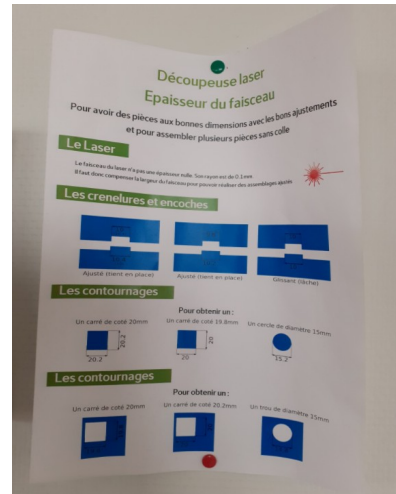 Découpeuse laser
Epaisseur du faisceau
Pour avoir des pièces aux bonnes dimensions avec les bons ajustements
et pour assembler plusieurs pièces sans colle
Le Laser
Le faisceau du laser n'a pas une épaisseur nulle. Son rayon est de 0.1mm
Il faut donc compenser la largeur du faisceau pour pouvoir réaliser des assemblages ajustés
Les crenelures et encoches
Ajusté (tient en place) Ajusté (tient en place) Glissant (lâche)
Les contournages
Pour obtenir un :
Un carré de coté 20mm Un carré de coté 19.8mm Un cercle de diamètre 15mm
20.2 20
20.2 20 15.2
Les contournages
Pour obtenir un :
Un carré de coté 20mm Un carré de coté 20.2mm Un trou de diamètre 15mm